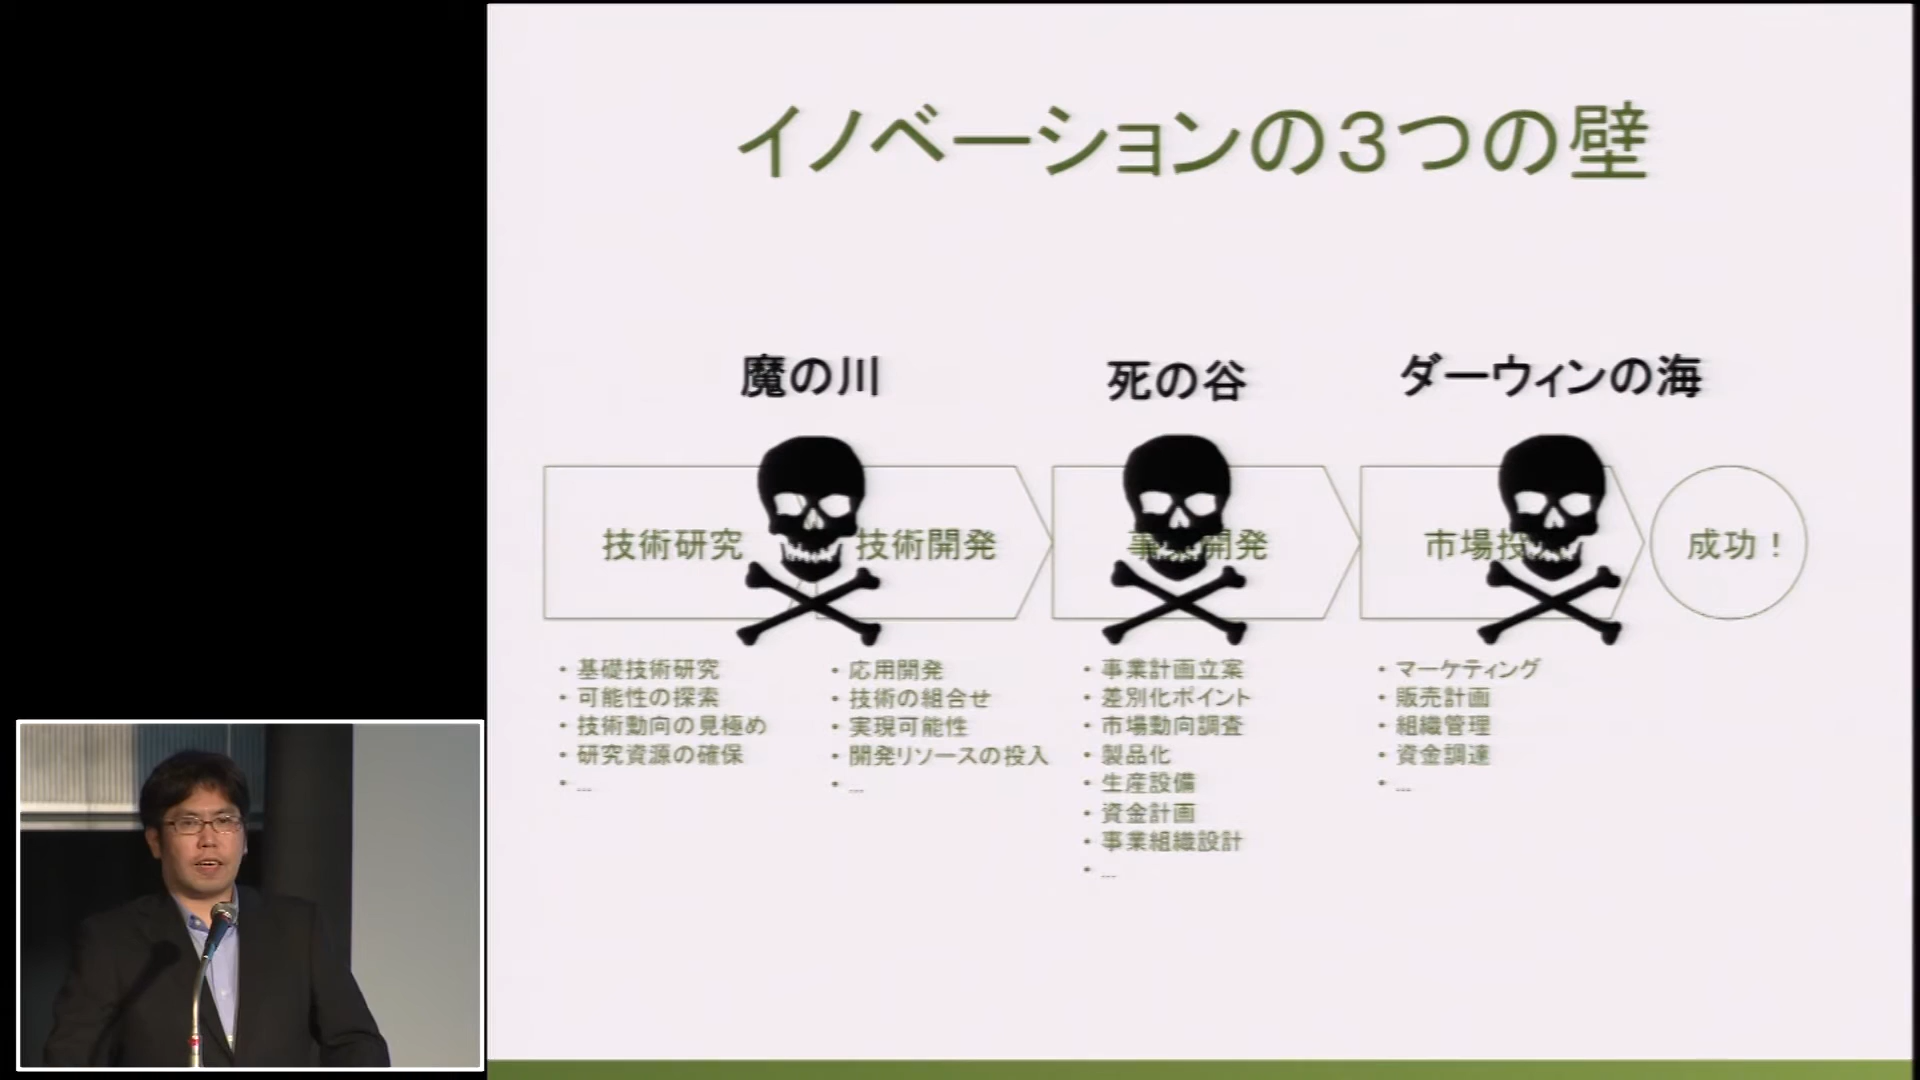 イノベーションの３つの壁
魔の川
死の谷
ダーウィンの海
技術研究
技術開発
開発
市場投
成功！
・基礎技術研究
・可能性の探索
・技術動向の見極め
・研究資源の確保
・…
・応用開発
・技術の組合せ
・実現可能性
・開発リソースの投入
・…
・事業計画立案
・差別化ポイント
・市場動向調査
・製品化
・生産設備
・資金計画
・事業組織設計
・…
・マーケティング
・販売計画
・組織管理
・資金調達
・…